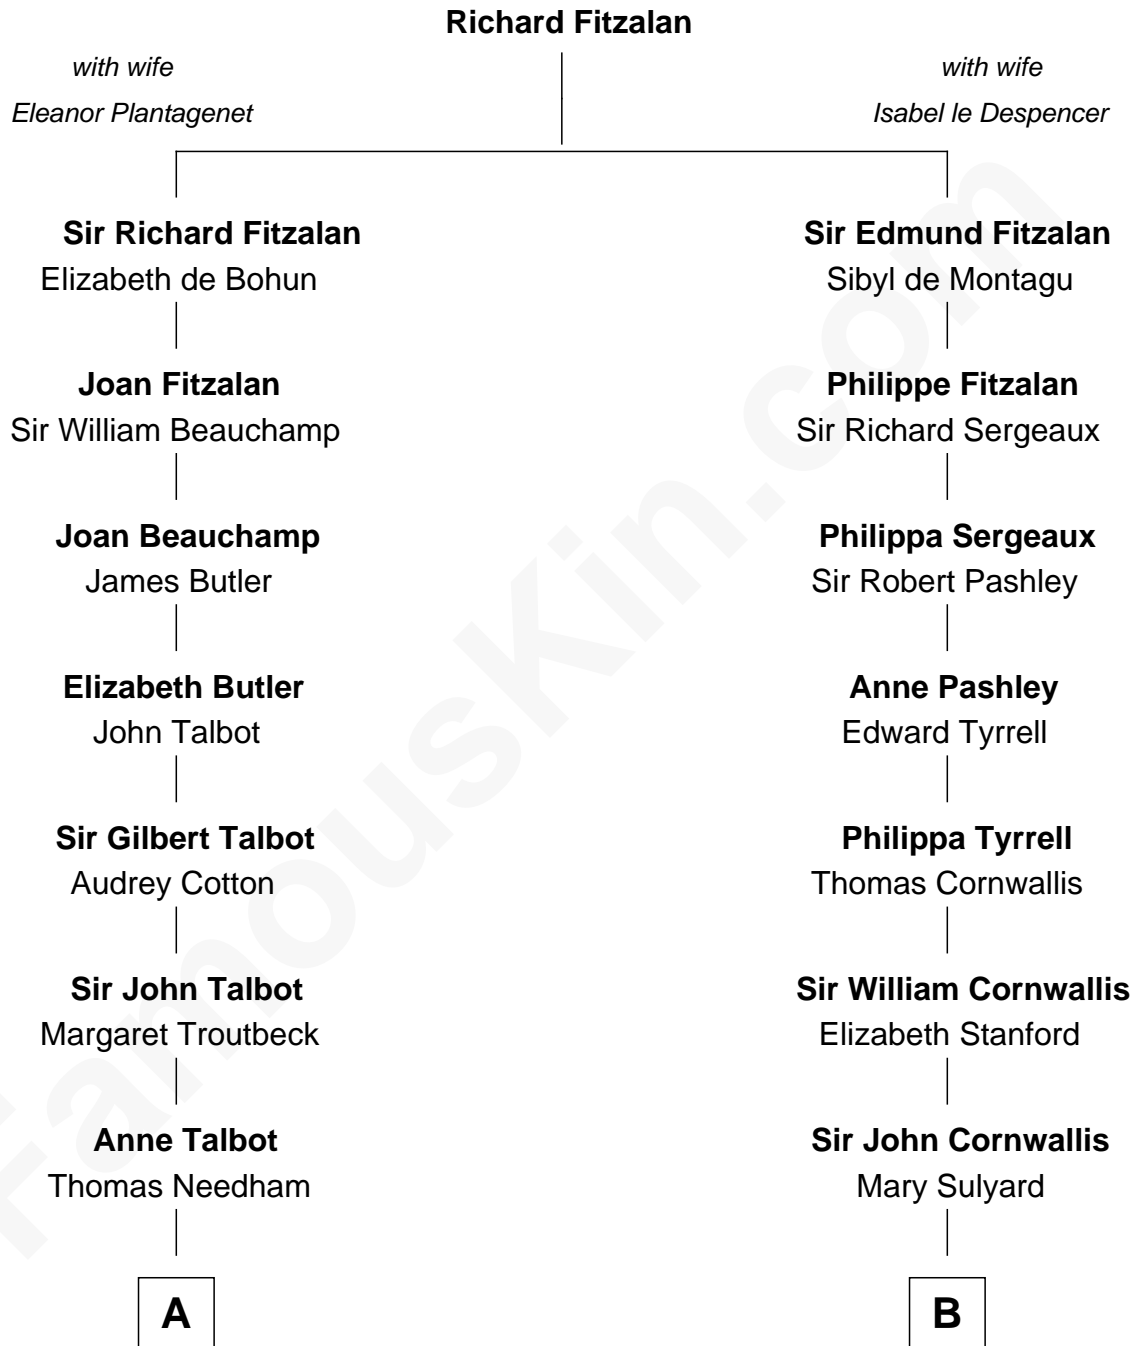 Richard Fitzalan
with wife
Eleanor Plantagenet
with wife
Isabel le Despencer
Sir Richard Fitzalan
Elizabeth de Bohun
Sir Edmund Fitzalan
Sibyl de Montagu
Joan Fitzalan
Sir William Beauchamp
Philippe Fitzalan
Sir Richard Sergeaux
Joan Beauchamp
James Butler
Philippa Sergeaux
Sir Robert Pashley
Elizabeth Butler
John Talbot
Anne Pashley
Edward Tyrrell
Sir Gilbert Talbot
Audrey Cotton
Philippa Tyrrell
Thomas Cornwallis
Sir John Talbot
Margaret Troutbeck
Sir William Cornwallis
Elizabeth Stanford
Anne Talbot
Thomas Needham
Sir John Cornwallis
Mary Sulyard
A
B
FamousKin.com